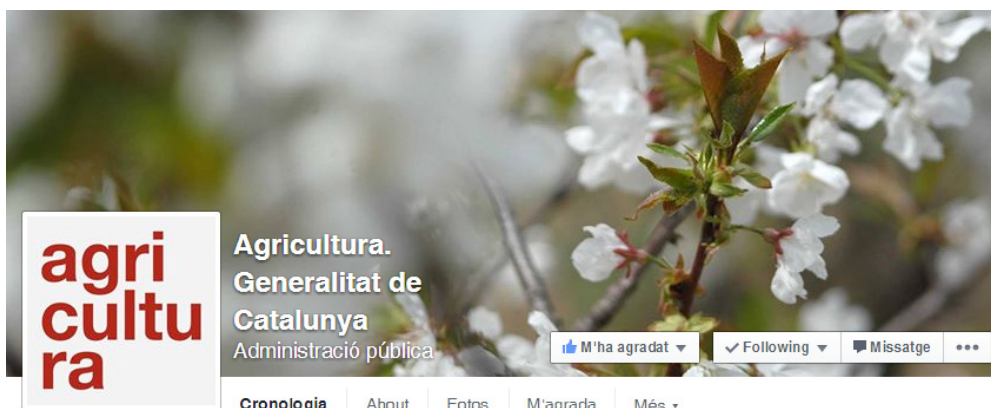 agri
cultu
ra
Agricultura.
Generalitat de
Catalunya
Administració pública
M'ha agradat
Following
Missatge
Cronologia About Fotos M'agrada Més